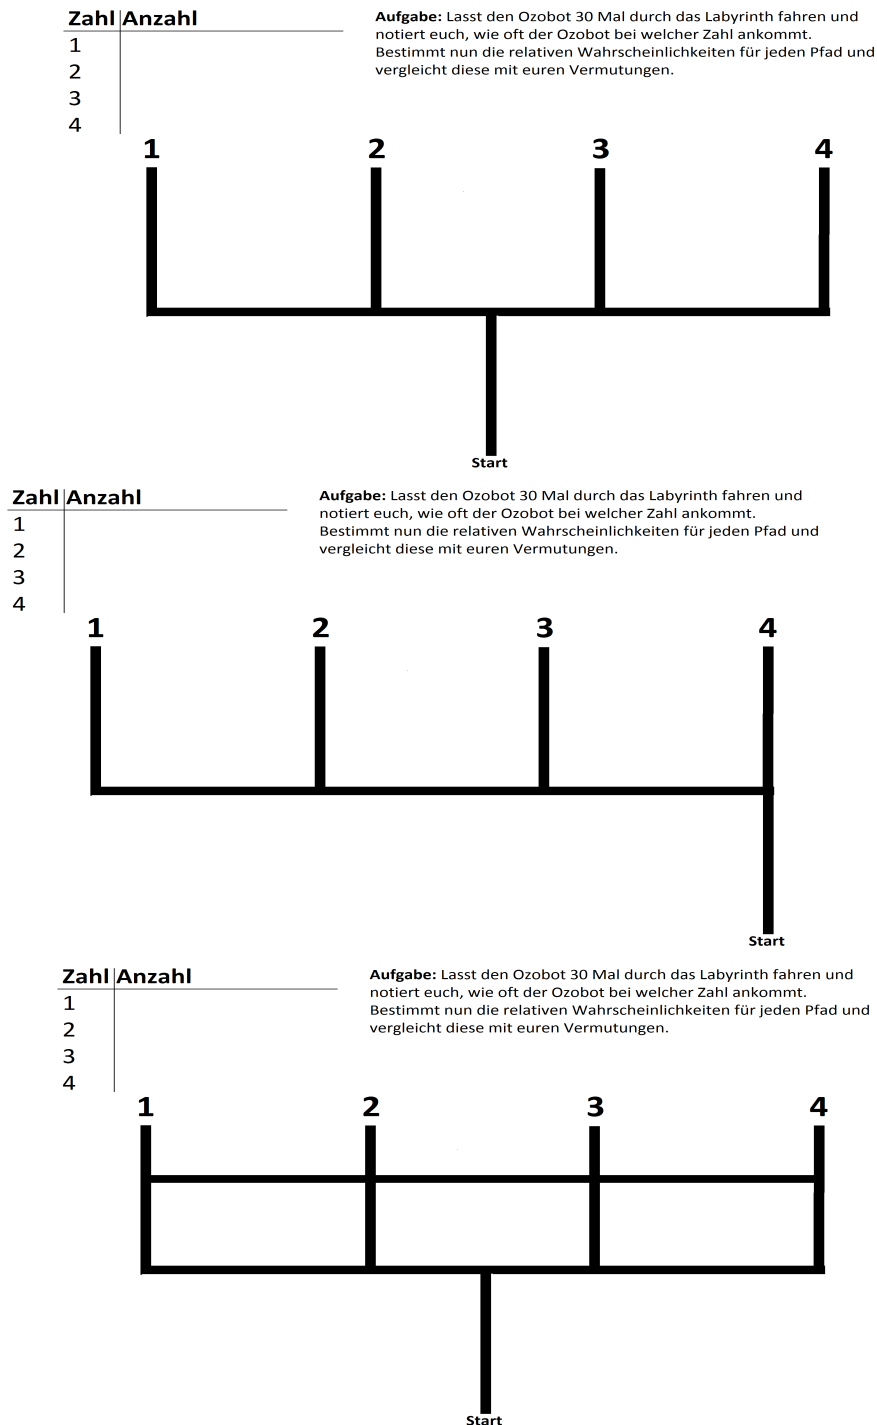 Zahl Anzahl
1
2
3
4
Aufgabe: Lasst den Ozobot 30 Mal durch das Labyrinth fahren und
notiert euch, wie oft der Ozobot bei welcher Zahl ankommt.
Bestimmt nun die relativen Wahrscheinlichkeiten für jeden Pfad und
vergleicht diese mit euren Vermutungen.
1 2 3 4
Start
Zahl Anzahl
1
2
3
4
Aufgabe: Lasst den Ozobot 30 Mal durch das Labyrinth fahren und
notiert euch, wie oft der Ozobot bei welcher Zahl ankommt.
Bestimmt nun die relativen Wahrscheinlichkeiten für jeden Pfad und
vergleicht diese mit euren Vermutungen.
1 2 3 4
Start
Zahl Anzahl
1
2
3
4
Aufgabe: Lasst den Ozobot 30 Mal durch das Labyrinth fahren und
notiert euch, wie oft der Ozobot bei welcher Zahl ankommt.
Bestimmt nun die relativen Wahrscheinlichkeiten für jeden Pfad und
vergleicht diese mit euren Vermutungen.
1 2 3 4
Start